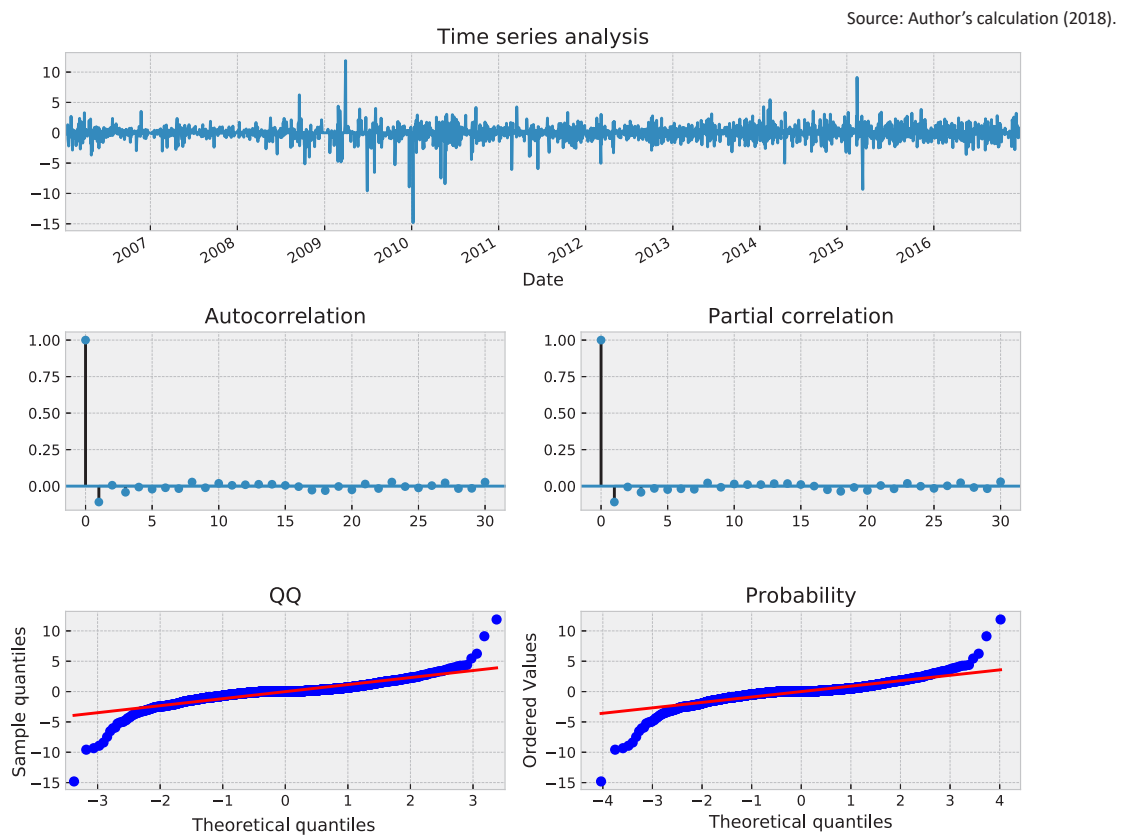 Source: Author’s calculation (2018).
Time series analysis
10
5
0
−5
−10
−15
2007 2008 2009 2010 2011 2012 2013 2014 2015 2016
Date
Autocorrelation
1.00
0.75
0.50
0.25
0.00
0 5 10 15 20 25 30
Partial correlation
1.00
0.75
0.50
0.25
0.00
0 5 10 15 20 25 30
QQ
Sample quantiles
10
5
0
−5
−10
−15
−3 −2 −1 0 1 2 3
Theoretical quantiles
Probability
Ordered Values
10
5
0
−5
−10
−15
−4 −3 −2 −1 0 1 2 3 4
Theoretical quantiles